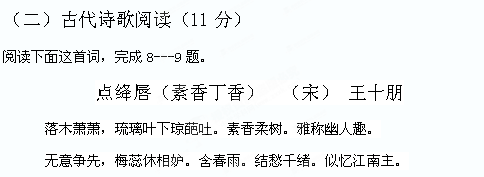 （二）古代诗歌阅读（11 分）
阅读下面这首词，完成 8---9 题。
点绛唇（素香丁香） （宋） 王十朋
落木萧萧，琉璃叶下琼葩吐。素香柔树。雅称幽人趣。
无意争先，梅蕊休相妒。含春雨。结愁千绪。似忆江南主。